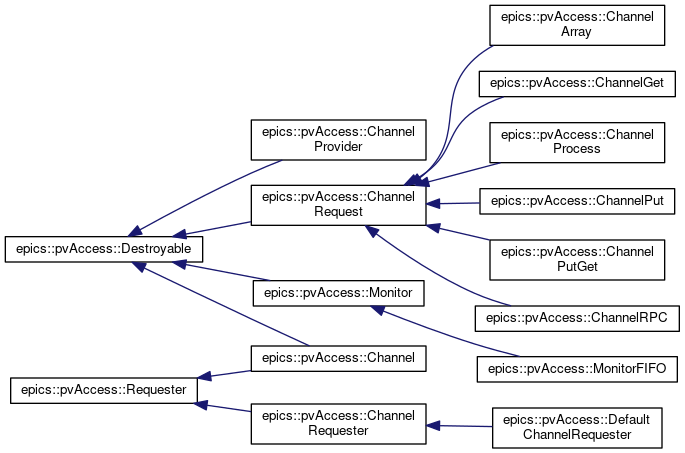 epics::pvAccess::Channel
Array
epics::pvAccess::ChannelGet
epics::pvAccess::Channel
Provider
epics::pvAccess::Channel
Process
epics::pvAccess::Channel
Request
epics::pvAccess::ChannelPut
epics::pvAccess::Destroyable
epics::pvAccess::Channel
PutGet
epics::pvAccess::Monitor
epics::pvAccess::ChannelRPC
epics::pvAccess::Channel
epics::pvAccess::MonitorFIFO
epics::pvAccess::Requester
epics::pvAccess::Channel
Requester
epics::pvAccess::Default
ChannelRequester